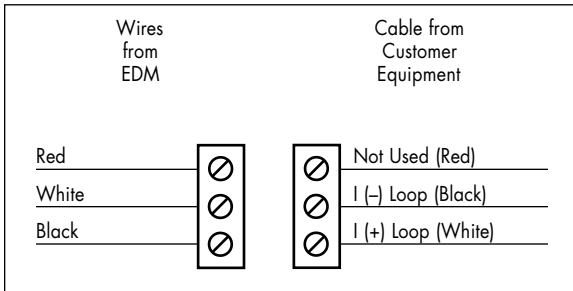 Wires
from
EDM
Cable from
Customer
Equipment
Red
White
Black
Not Used (Red)
I (–) Loop (Black)
I (+) Loop (White)